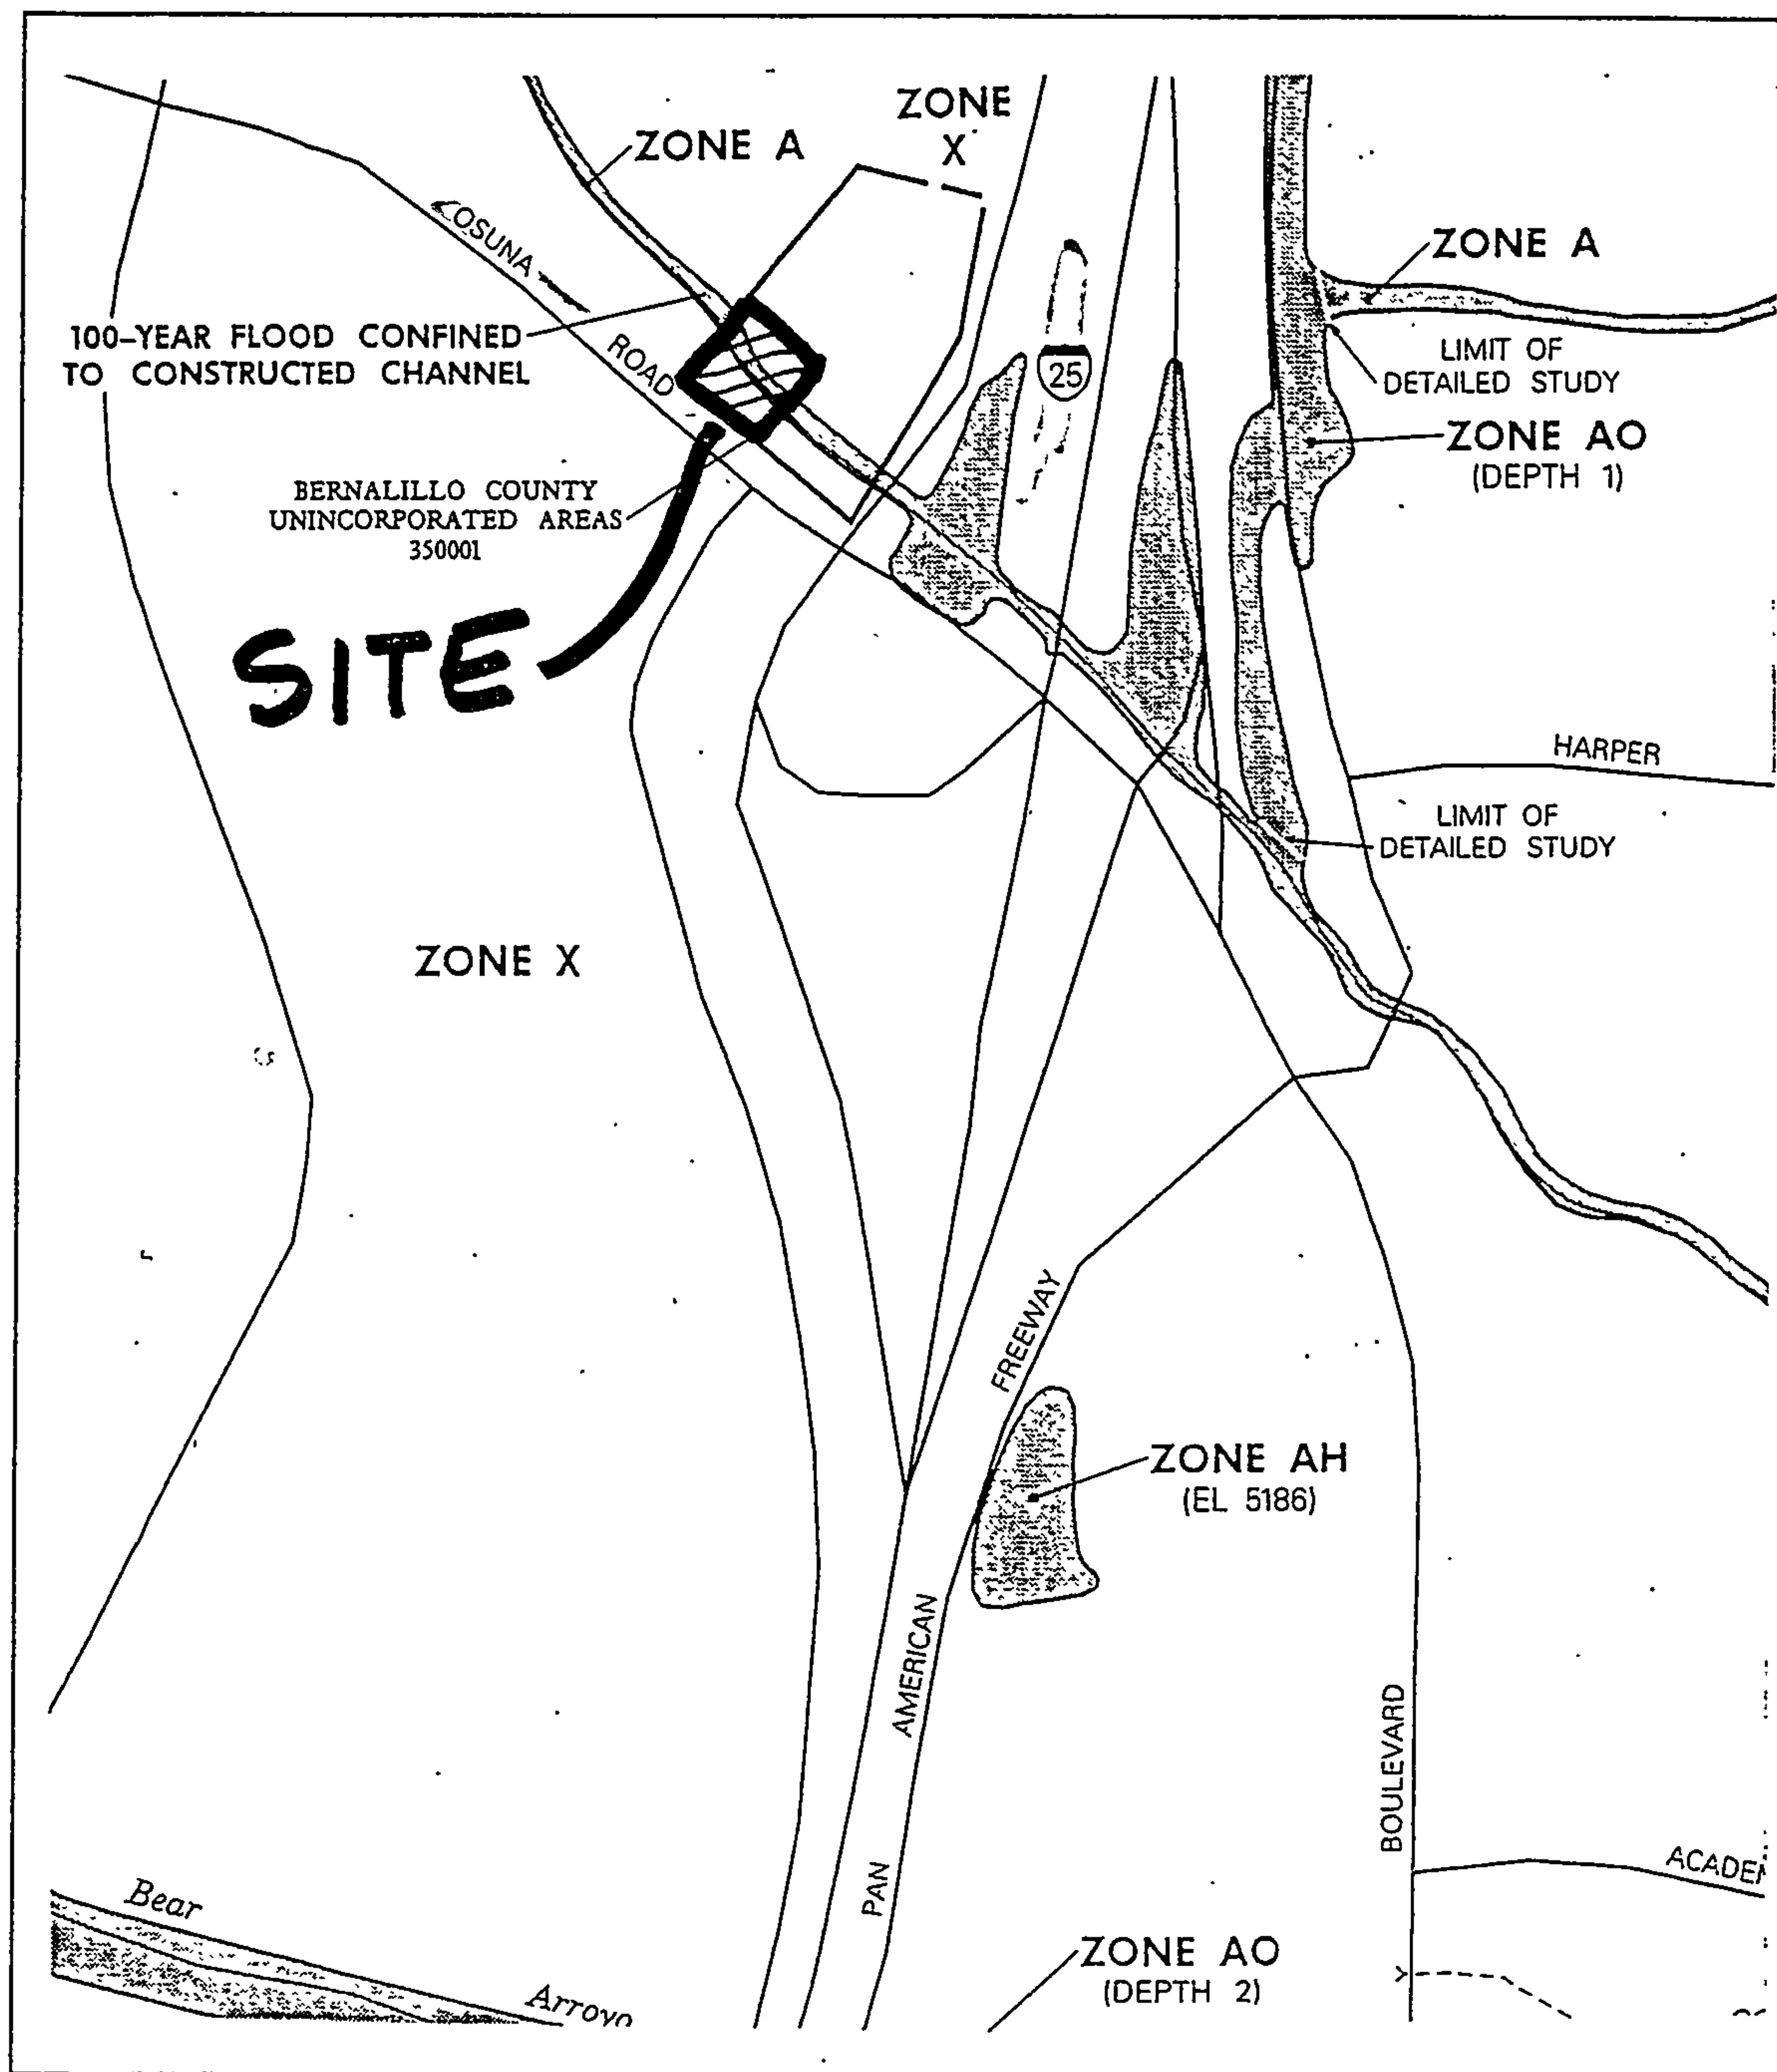 ZONE
X
ZONE A
OSUNA
ROAD
ZONE A
100-YEAR FLOOD CONFINED
TO CONSTRUCTED CHANNEL
25
LIMIT OF
DETAILED STUDY
ZONE AO
(DEPTH 1)
BERNALILLO COUNTY
UNINCORPORATED AREAS
350001
SITE
HARPER
LIMIT OF
DETAILED STUDY
ZONE X
FREEWAY
ZONE AH
(EL 5186)
AMERICAN
BOULEVARD
PAN
Bear
Arroyo
ZONE AO
(DEPTH 2)